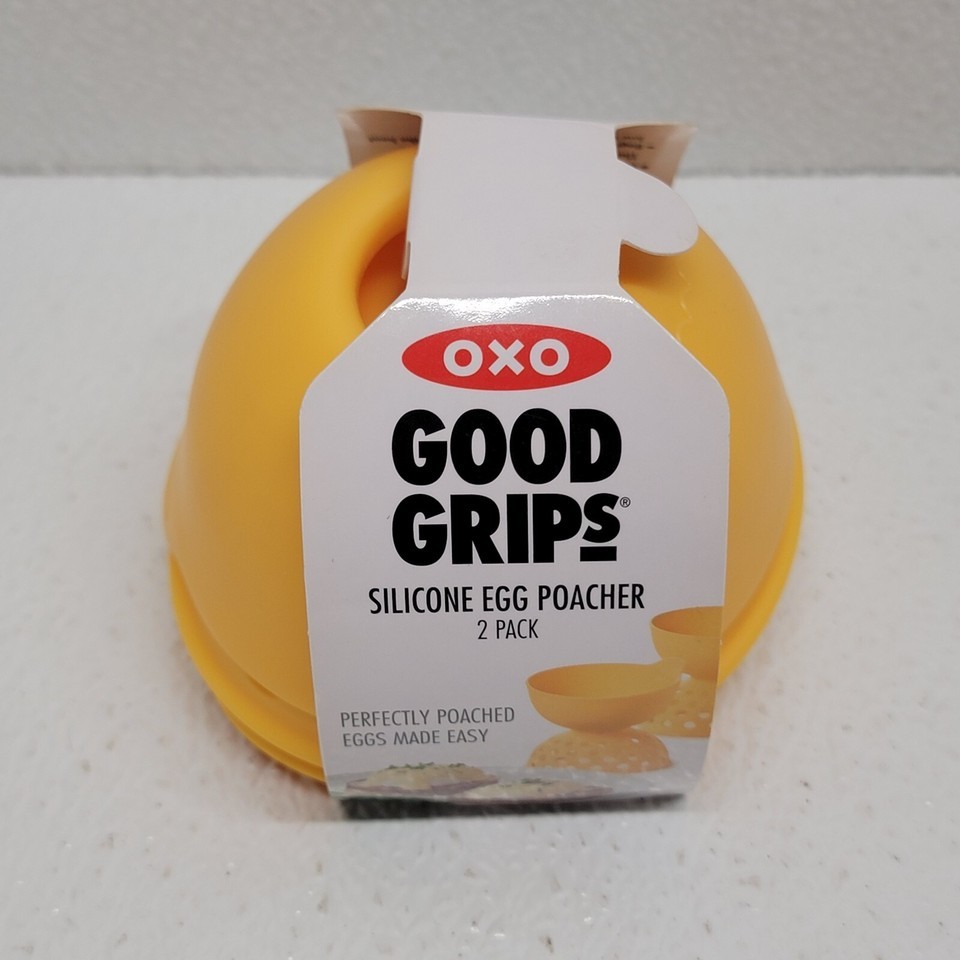 OXO
GOOD
GRIPS®
SILICONE EGG POACHER
2 PACK
PERFECTLY POACHED
EGGS MADE EASY